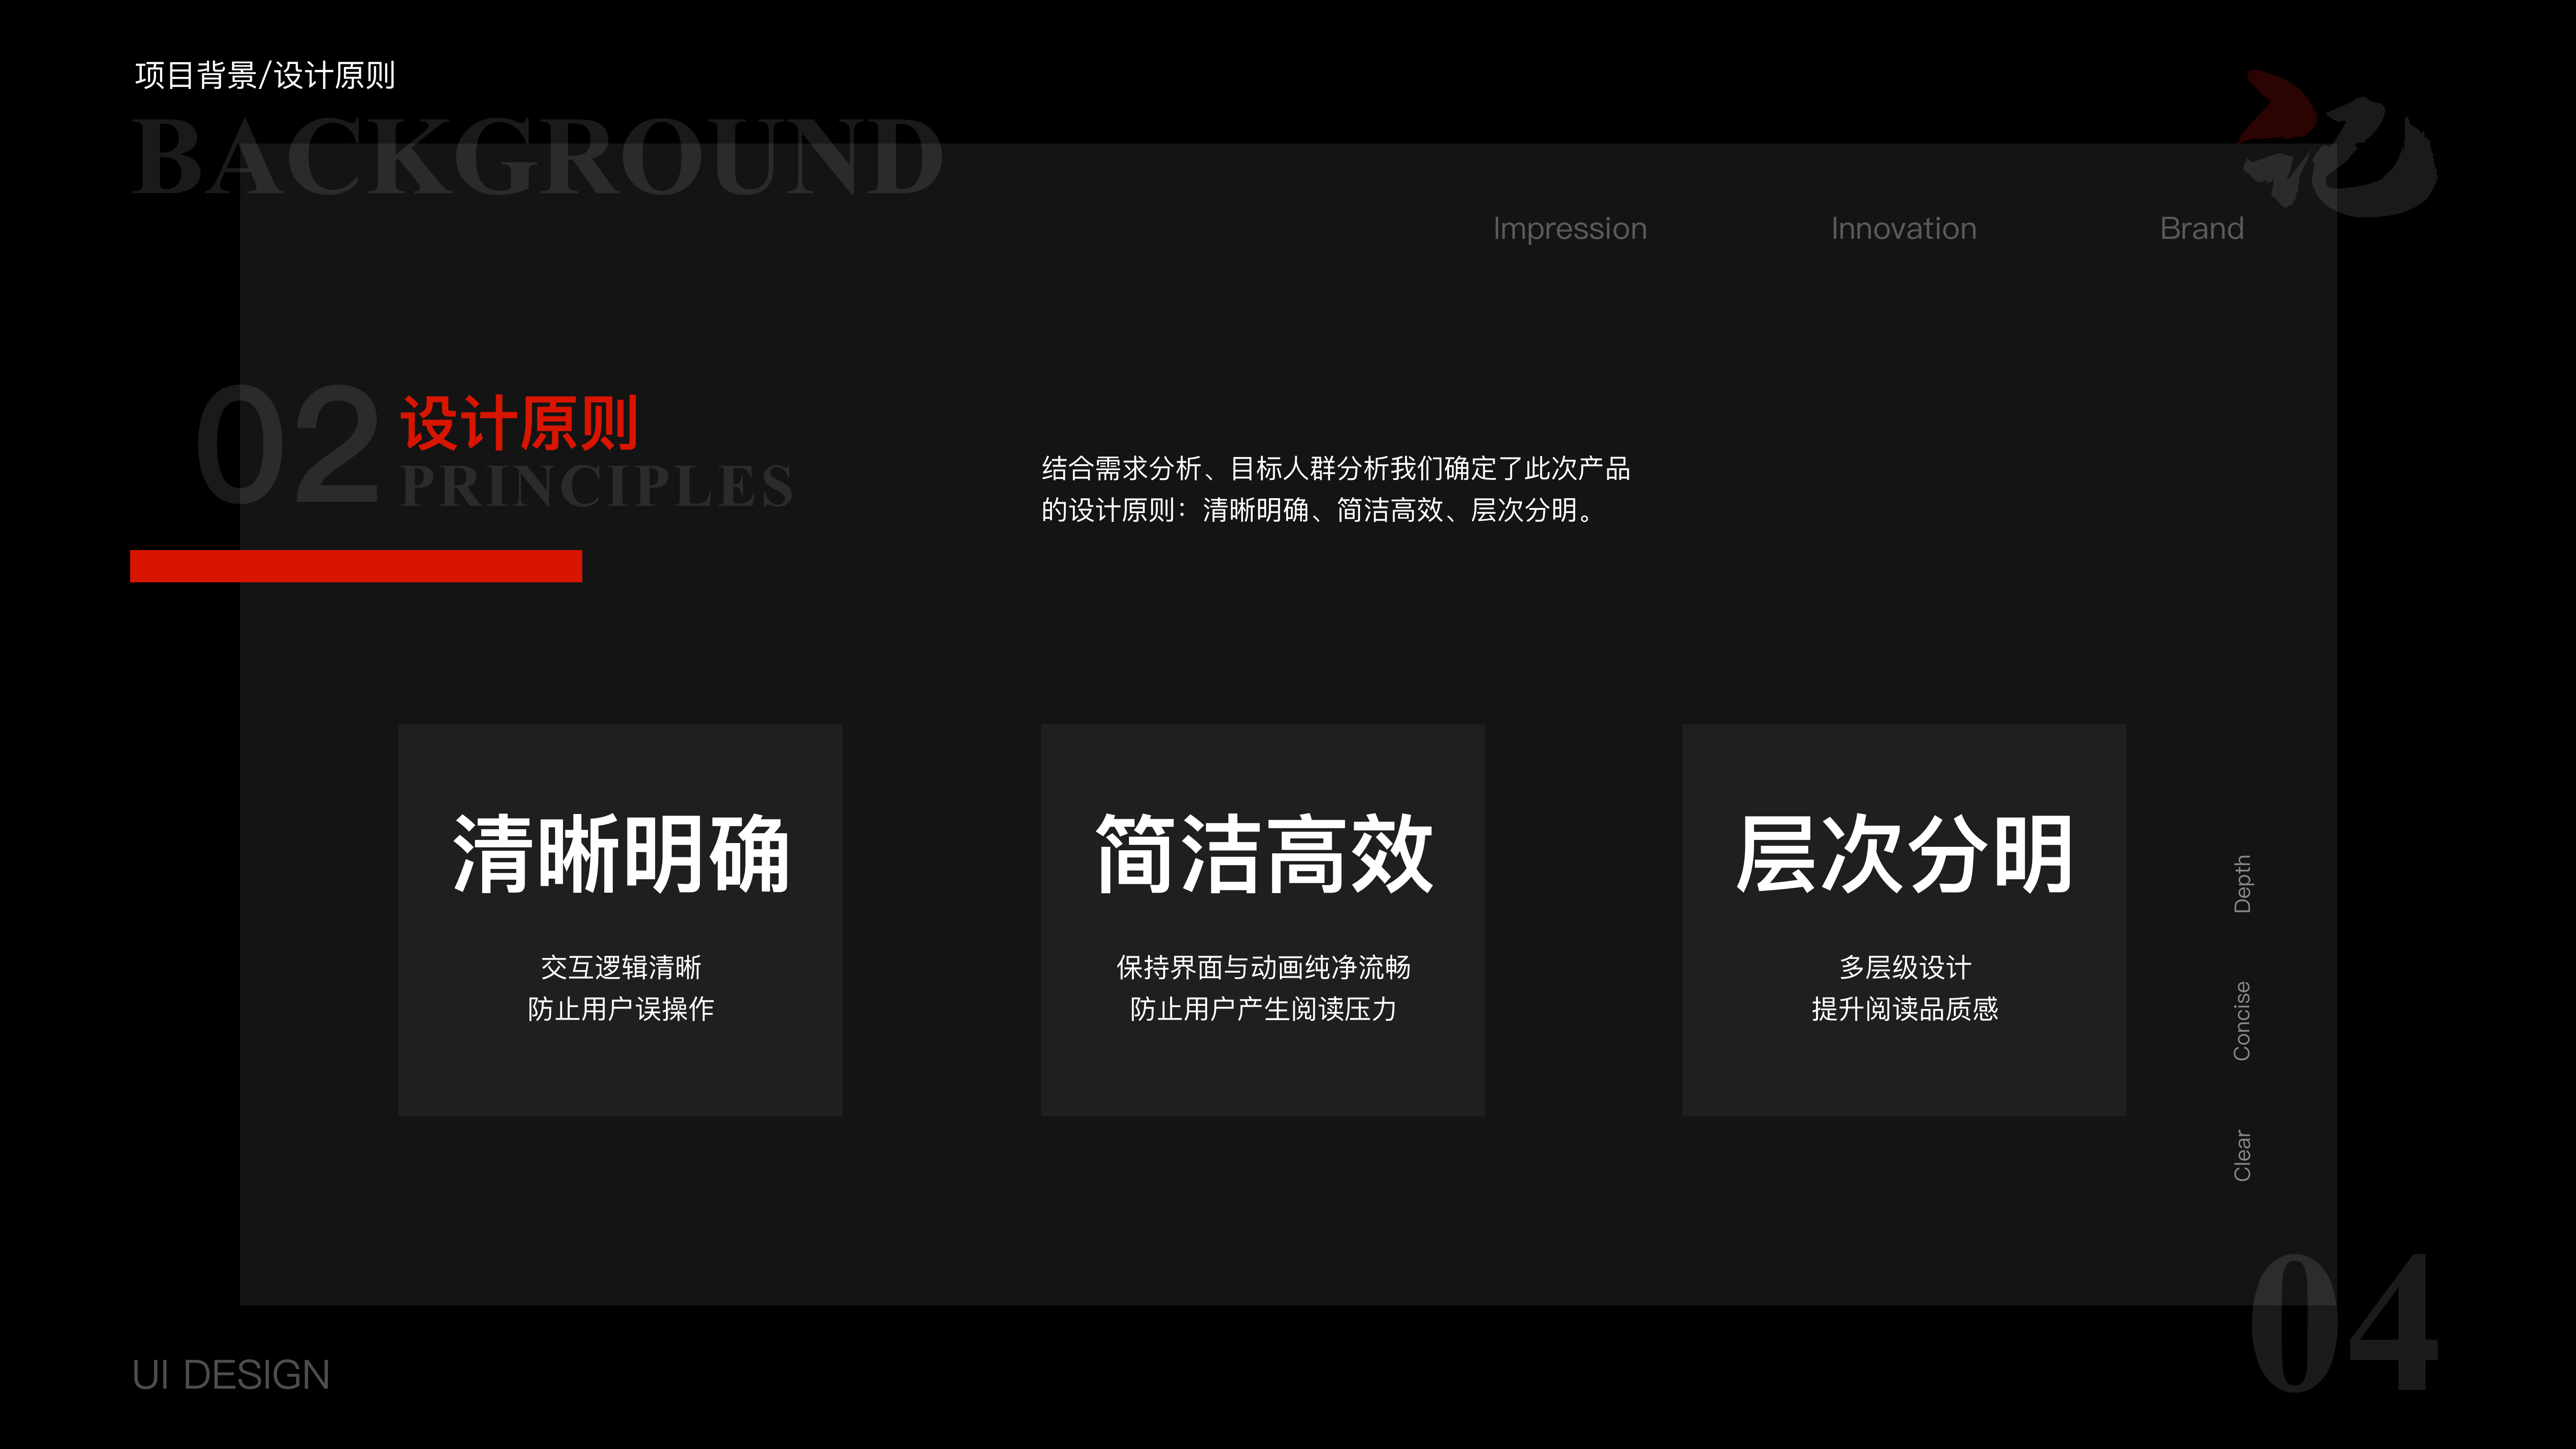 项目背景/设计原则
BACKGROUND
记
Impression
Innovation
Brand
02
设计原则
PRINCIPLES
结合需求分析、目标人群分析我们确定了此次产品
的设计原则：清晰明确、简洁高效、层次分明。
清晰明确
交互逻辑清晰
防止用户误操作
简洁高效
保持界面与动画纯净流畅
防止用户产生阅读压力
层次分明
多层级设计
提升阅读品质感
Depth
Concise
Clear
UI DESIGN
04